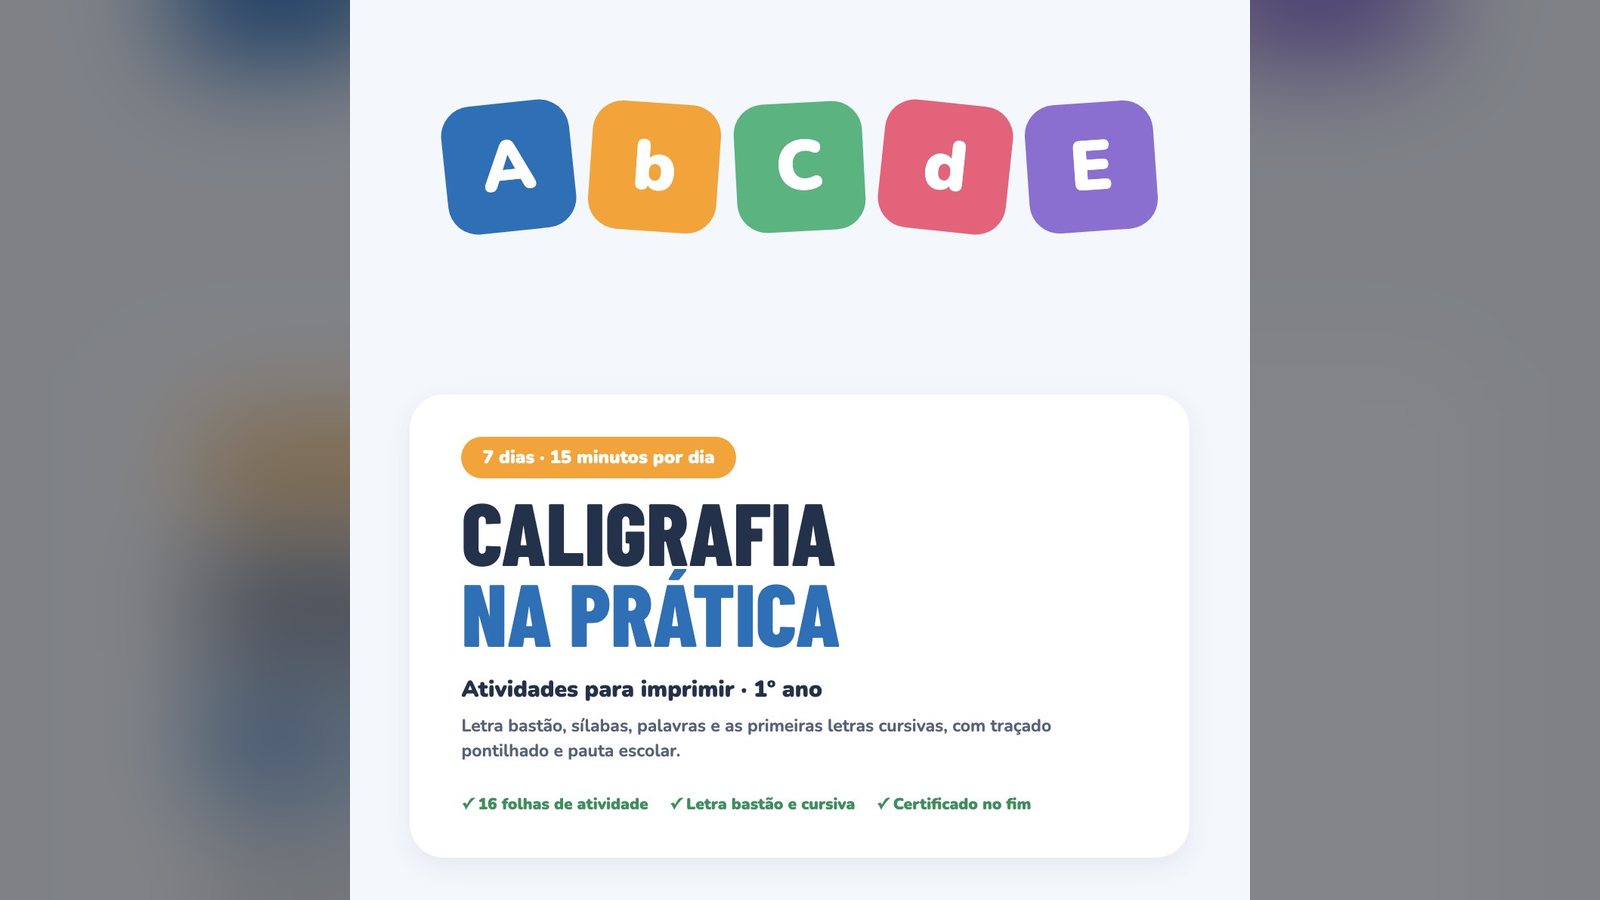 A b C d E
7 dias · 15 minutos por dia
CALIGRAFIA
NA PRÁTICA
Atividades para imprimir · 1º ano
Letra bastão, sílabas, palavras e as primeiras letras cursivas, com traçado
pontilhado e pauta escolar.
✓ 16 folhas de atividade ✓ Letra bastão e cursiva ✓ Certificado no fim